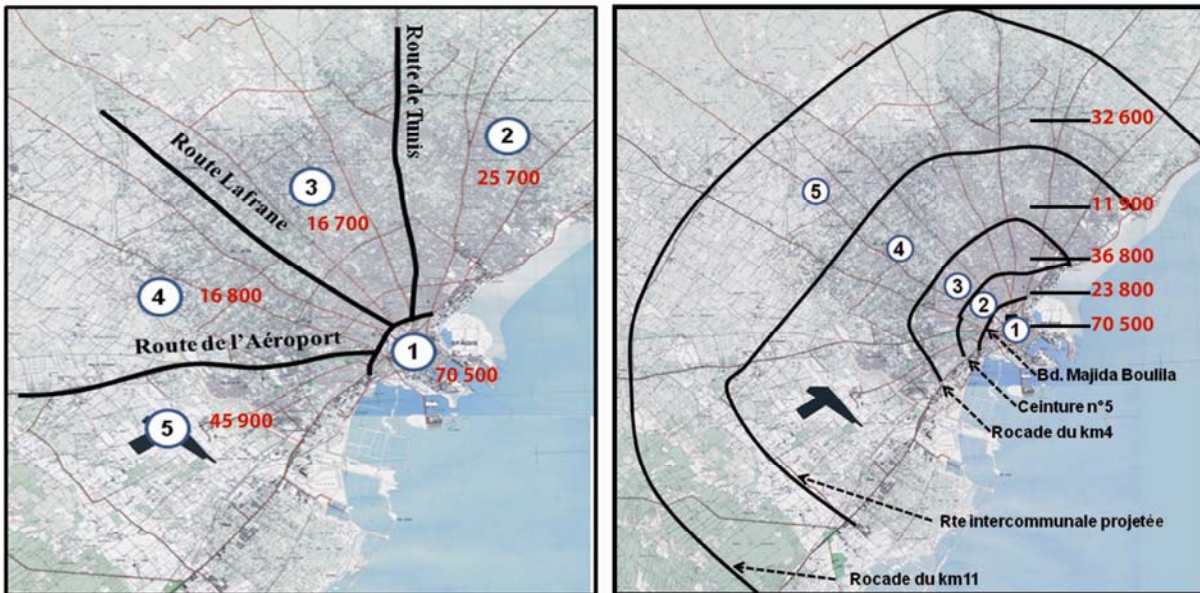 Route de Tunis
Route Lafrane
2
25 700
3
16 700
4
16 800
Route de l'Aéroport
1
70 500
5
45 900
32 600
5
11 900
4
36 800
3
23 800
2
1
70 500
Bd. Majida Boulila
Ceinture n°5
Rocade du km4
Rte intercommunale projetée
Rocade du km11